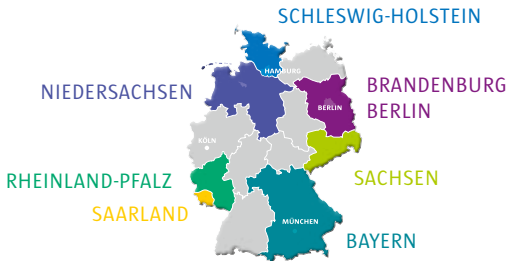 SCHLESWIG-HOLSTEIN
HAMBURG
NIEDERSACHSEN
BRANDENBURG
BERLIN
BERLIN
KÖLN
RHEINLAND-PFALZ
SACHSEN
SAARLAND
MÜNCHEN
BAYERN